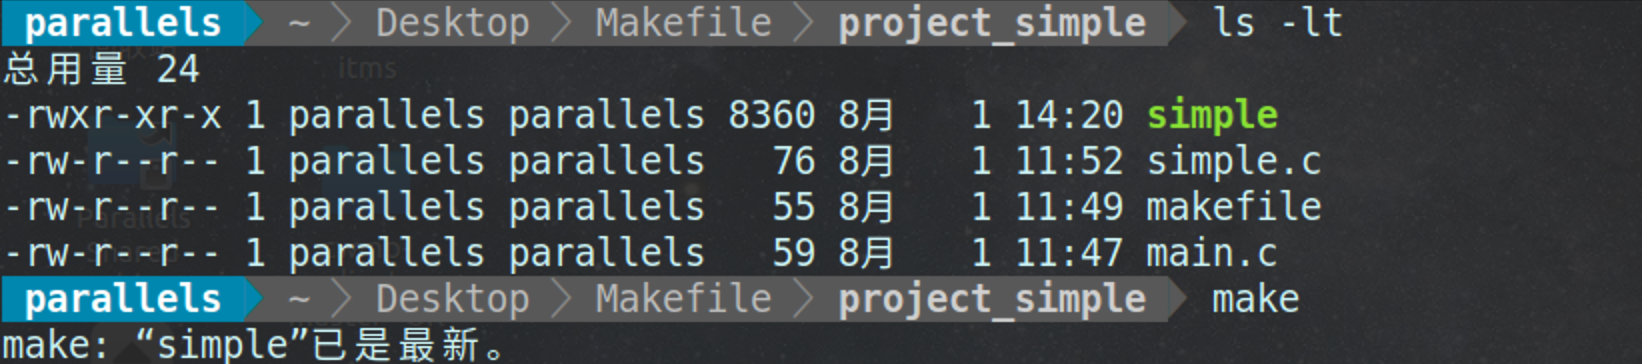 parallels ~ Desktop Makefile project_simple ls -lt
总用量 24
-rwxr-xr-x 1 parallels parallels 8360 8月 1 14:20 simple
-rw-r--r-- 1 parallels parallels 76 8月 1 11:52 simple.c
-rw-r--r-- 1 parallels parallels 55 8月 1 11:49 makefile
-rw-r--r-- 1 parallels parallels 59 8月 1 11:47 main.c
parallels ~ Desktop Makefile project_simple make
make: “simple”已是最新。